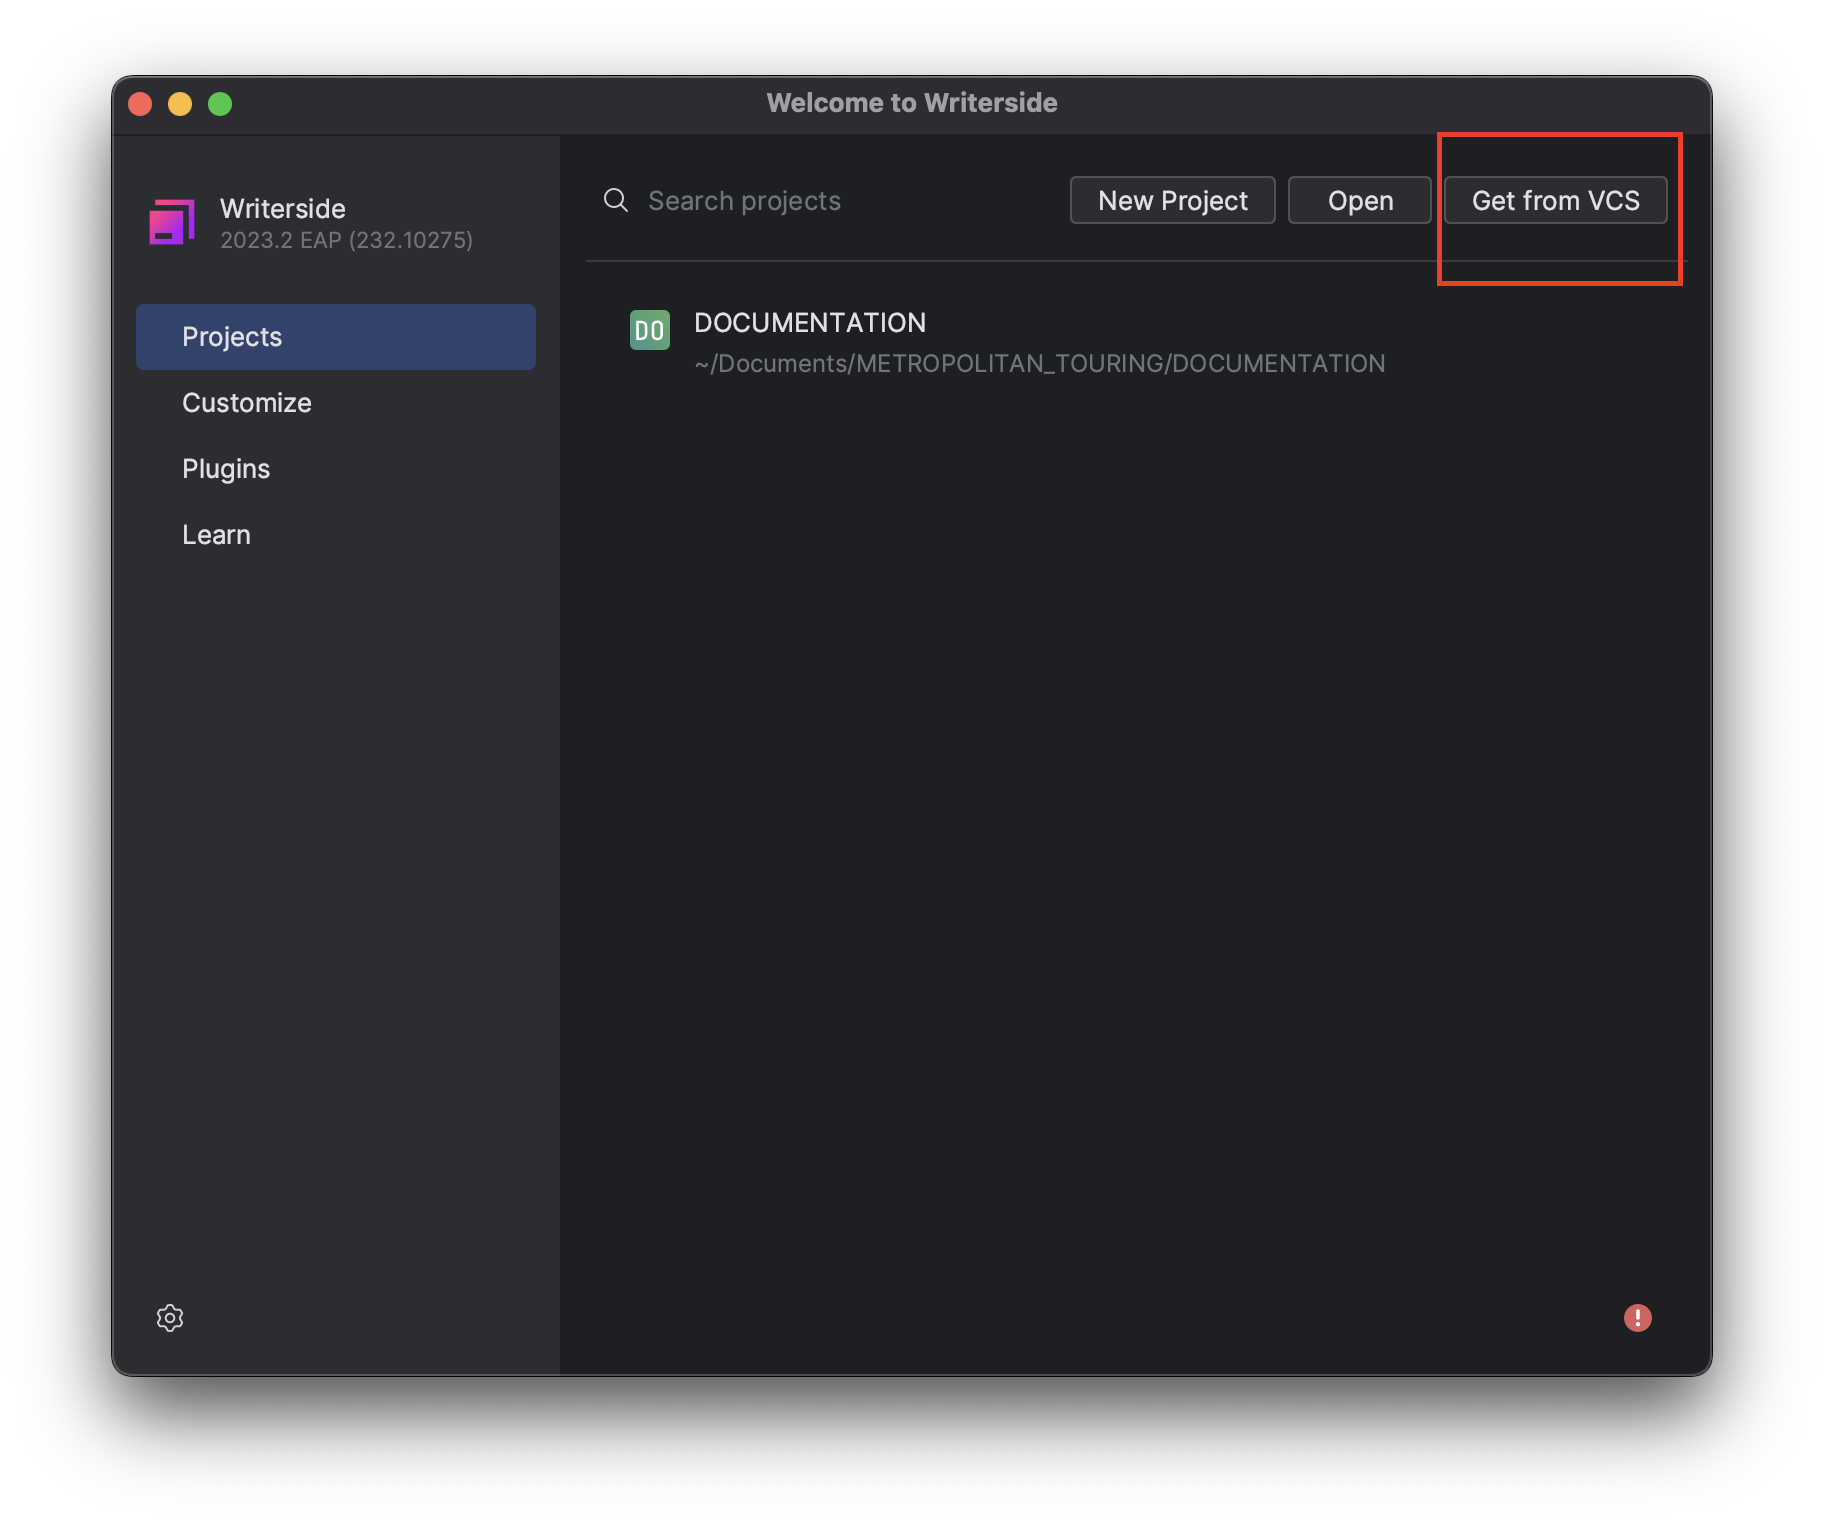 Welcome to Writerside
Writerside
2023.2 EAP (232.10275)
Projects
Customize
Plugins
Learn
Search projects
New Project
Open
Get from VCS
DO
DOCUMENTATION
~/Documents/METROPOLITAN_TOURING/DOCUMENTATION